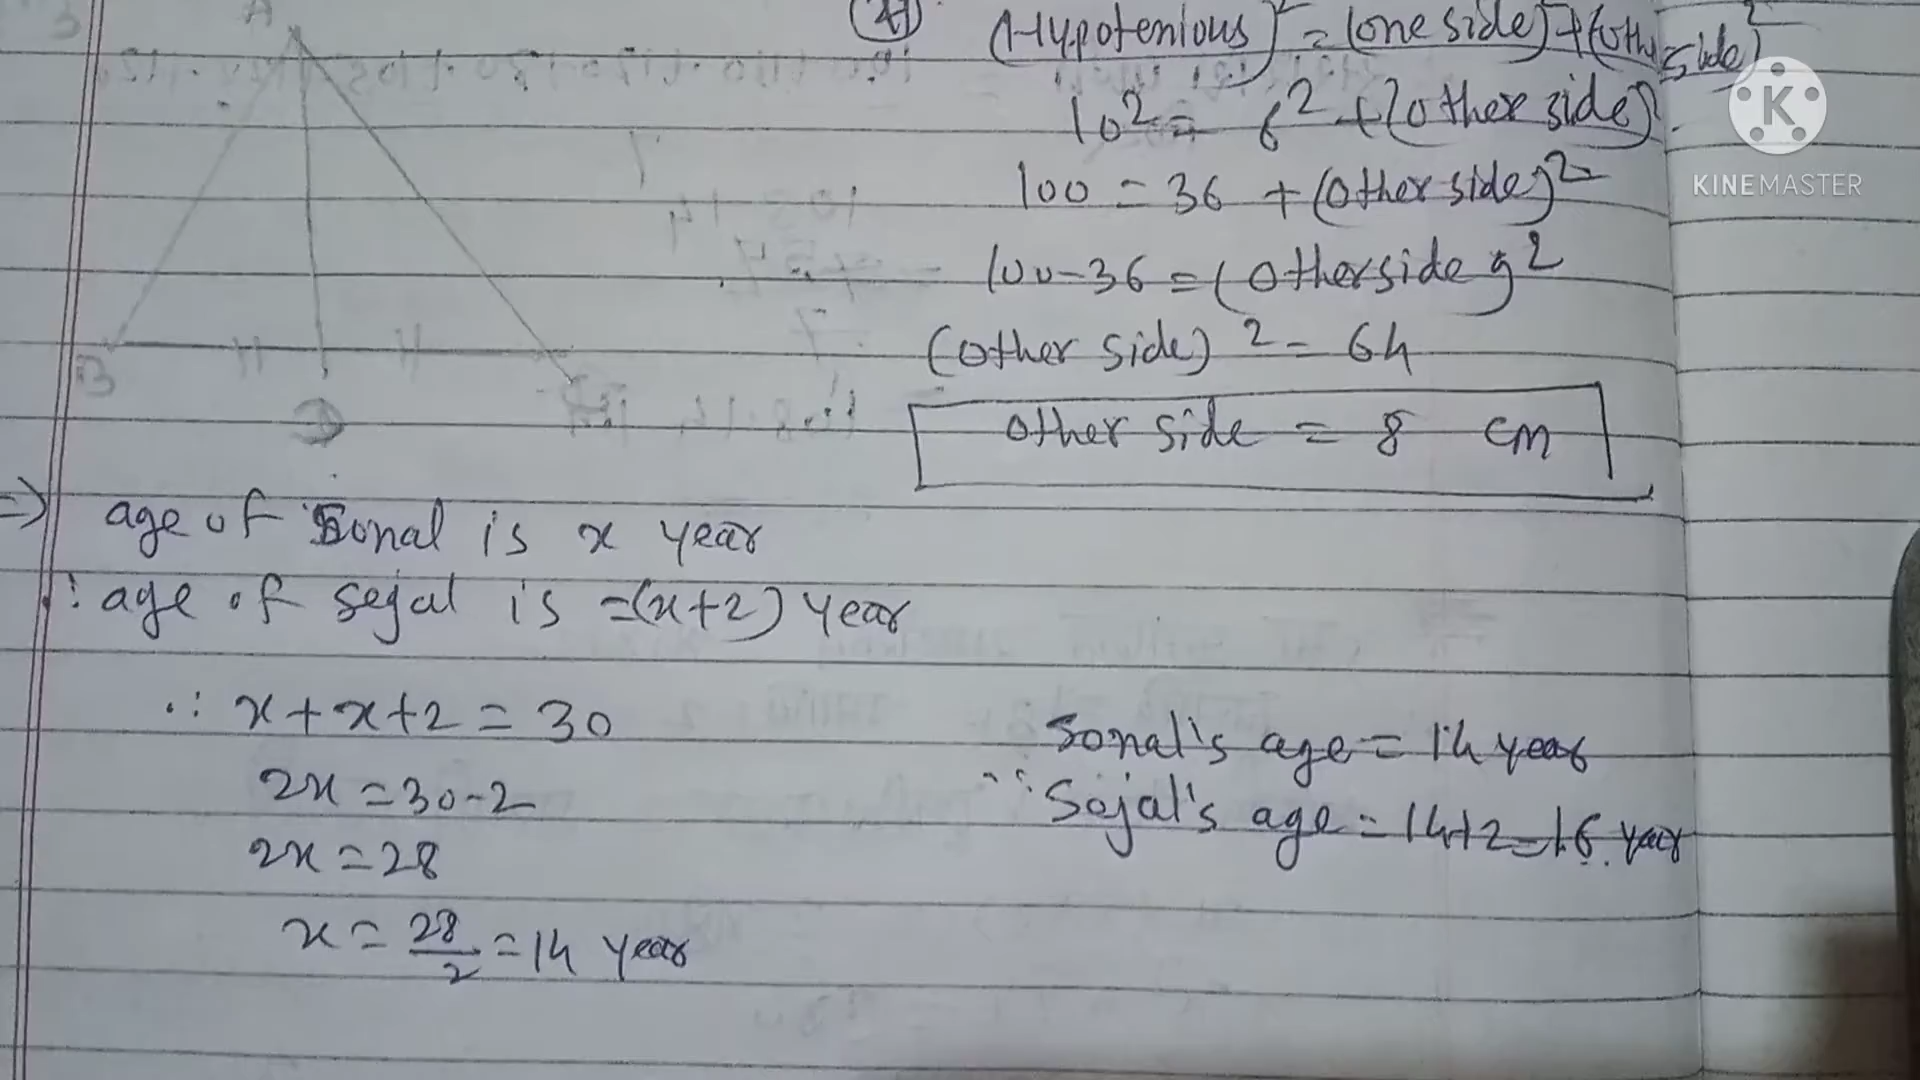 A
B
(Hypotenious)² = (one side)² + (Othe side)²
10² = 6² + (other side)².
100 = 36 + (Other side)²
100-36 = (Other side)²
(Other side)² = 64
other side = 8 cm
K
KINEMASTER
=> age of Sonal is x year
∴ age of sejal is =(x+2) year
∴ x+x+2=30
2x=30-2
2x=28
x = 28/2 = 14 year
Sonal's age = 14 year
∴ Sejal's age = 14+2=16 year